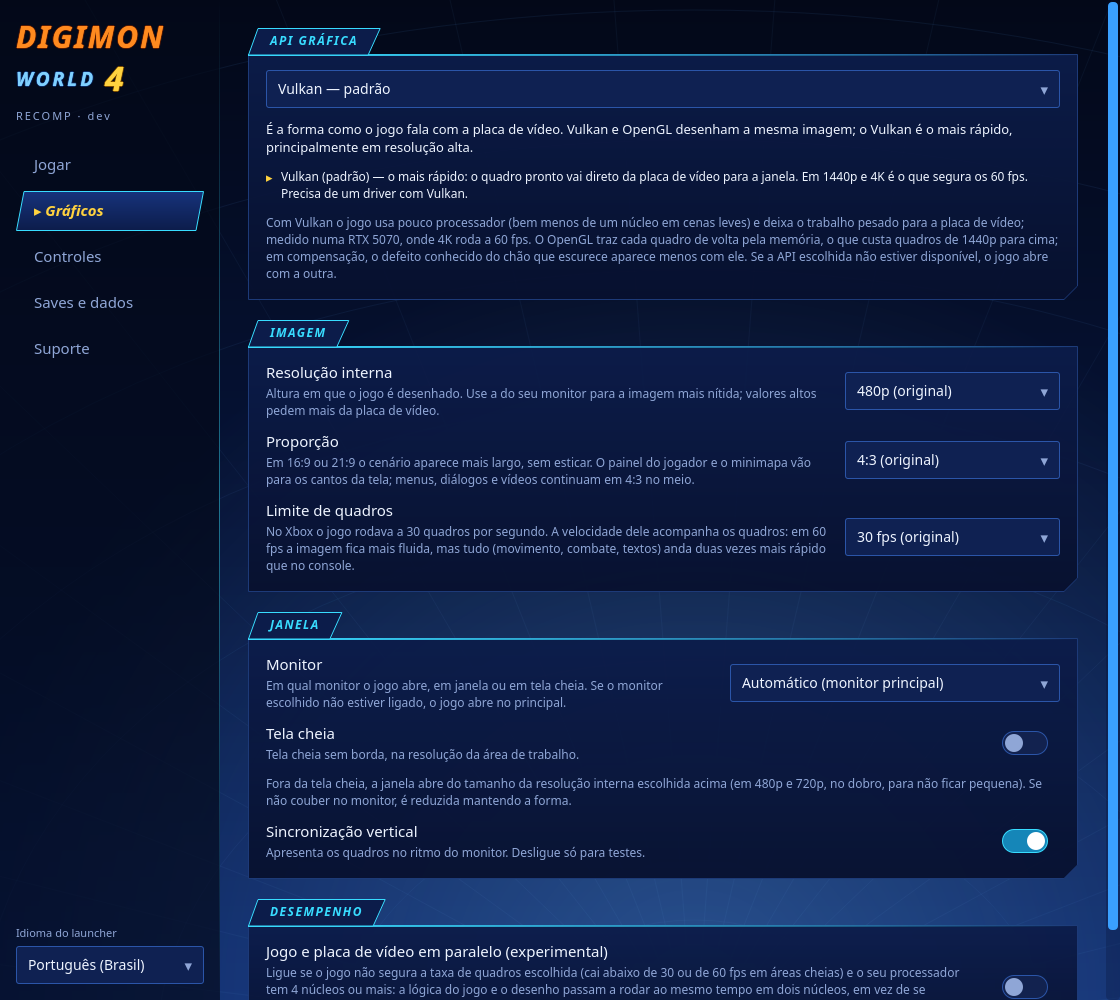 DIGIMON
WORLD 4
RECOMP · dev
Jogar
▸ Gráficos
Controles
Saves e dados
Suporte
Idioma do launcher
Português (Brasil)
API GRÁFICA
Vulkan — padrão
É a forma como o jogo fala com a placa de vídeo. Vulkan e OpenGL desenham a mesma imagem; o Vulkan é o mais rápido,
principalmente em resolução alta.
▸ Vulkan (padrão) — o mais rápido: o quadro pronto vai direto da placa de vídeo para a janela. Em 1440p e 4K é o que segura os 60 fps.
Precisa de um driver com Vulkan.
Com Vulkan o jogo usa pouco processador (bem menos de um núcleo em cenas leves) e deixa o trabalho pesado para a placa de vídeo;
medido numa RTX 5070, onde 4K roda a 60 fps. O OpenGL traz cada quadro de volta pela memória, o que custa quadros de 1440p para cima;
em compensação, o defeito conhecido do chão que escurece aparece menos com ele. Se a API escolhida não estiver disponível, o jogo abre
com a outra.
IMAGEM
Resolução interna
Altura em que o jogo é desenhado. Use a do seu monitor para a imagem mais nítida; valores altos
pedem mais da placa de vídeo.
480p (original)
Proporção
Em 16:9 ou 21:9 o cenário aparece mais largo, sem esticar. O painel do jogador e o minimapa vão
para os cantos da tela; menus, diálogos e vídeos continuam em 4:3 no meio.
4:3 (original)
Limite de quadros
No Xbox o jogo rodava a 30 quadros por segundo. A velocidade dele acompanha os quadros: em 60
fps a imagem fica mais fluida, mas tudo (movimento, combate, textos) anda duas vezes mais rápido
que no console.
30 fps (original)
JANELA
Monitor
Em qual monitor o jogo abre, em janela ou em tela cheia. Se o monitor
escolhido não estiver ligado, o jogo abre no principal.
Automático (monitor principal)
Tela cheia
Tela cheia sem borda, na resolução da área de trabalho.
Fora da tela cheia, a janela abre do tamanho da resolução interna escolhida acima (em 480p e 720p, no dobro, para não ficar pequena). Se
não couber no monitor, é reduzida mantendo a forma.
Sincronização vertical
Apresenta os quadros no ritmo do monitor. Desligue só para testes.
DESEMPENHO
Jogo e placa de vídeo em paralelo (experimental)
Ligue se o jogo não segura a taxa de quadros escolhida (cai abaixo de 30 ou de 60 fps em áreas cheias) e o seu processador
tem 4 núcleos ou mais: a lógica do jogo e o desenho passam a rodar ao mesmo tempo em dois núcleos, em vez de se